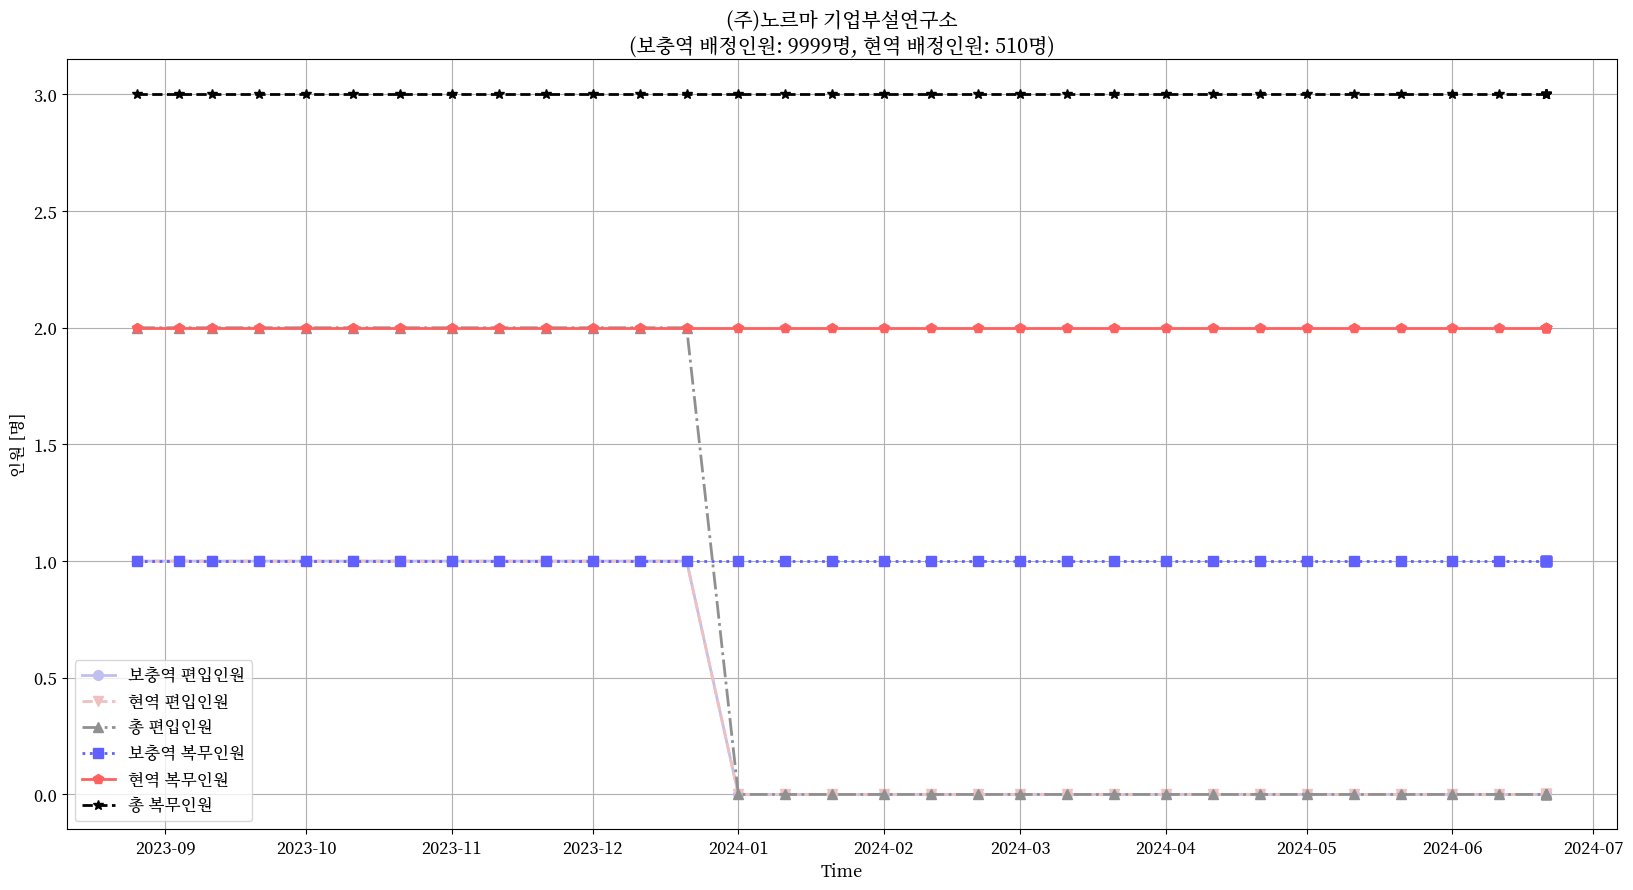 (주)노르마 기업부설연구소
(보충역 배정인원: 9999명, 현역 배정인원: 510명)
3.0
2.5
2.0
1.5
1.0
0.5
0.0
인원 [명]
보충역 편입인원
현역 편입인원
총 편입인원
보충역 복무인원
현역 복무인원
총 복무인원
2023-09
2023-10
2023-11
2023-12
2024-01
2024-02
2024-03
2024-04
2024-05
2024-06
2024-07
Time